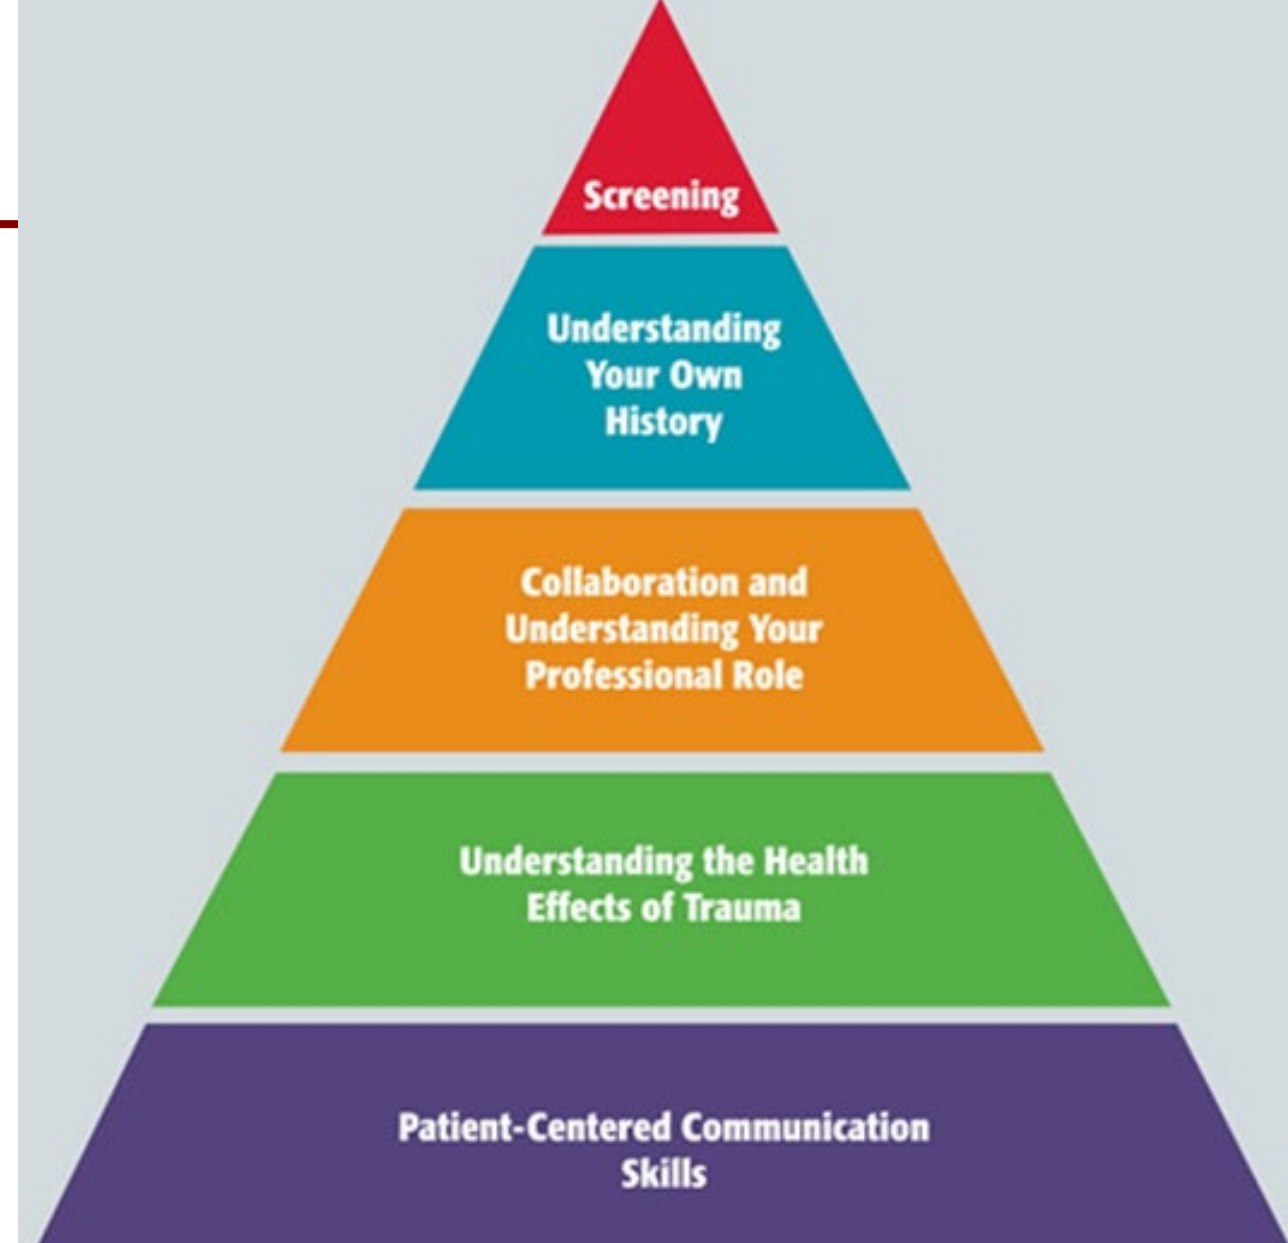 Screening
Understanding
Your Own
History
Collaboration and
Understanding Your
Professional Role
Understanding the Health
Effects of Trauma
Patient-Centered Communication
Skills